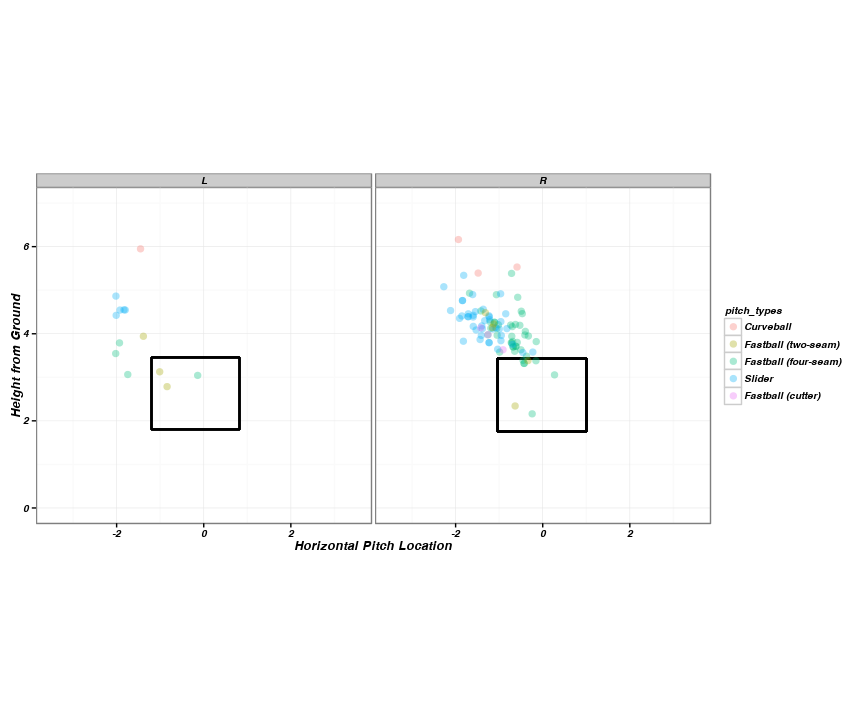 L
R
6
4
2
0
Height from Ground
-2
0
2
-2
0
2
Horizontal Pitch Location
pitch_types
Curveball
Fastball (two-seam)
Fastball (four-seam)
Slider
Fastball (cutter)